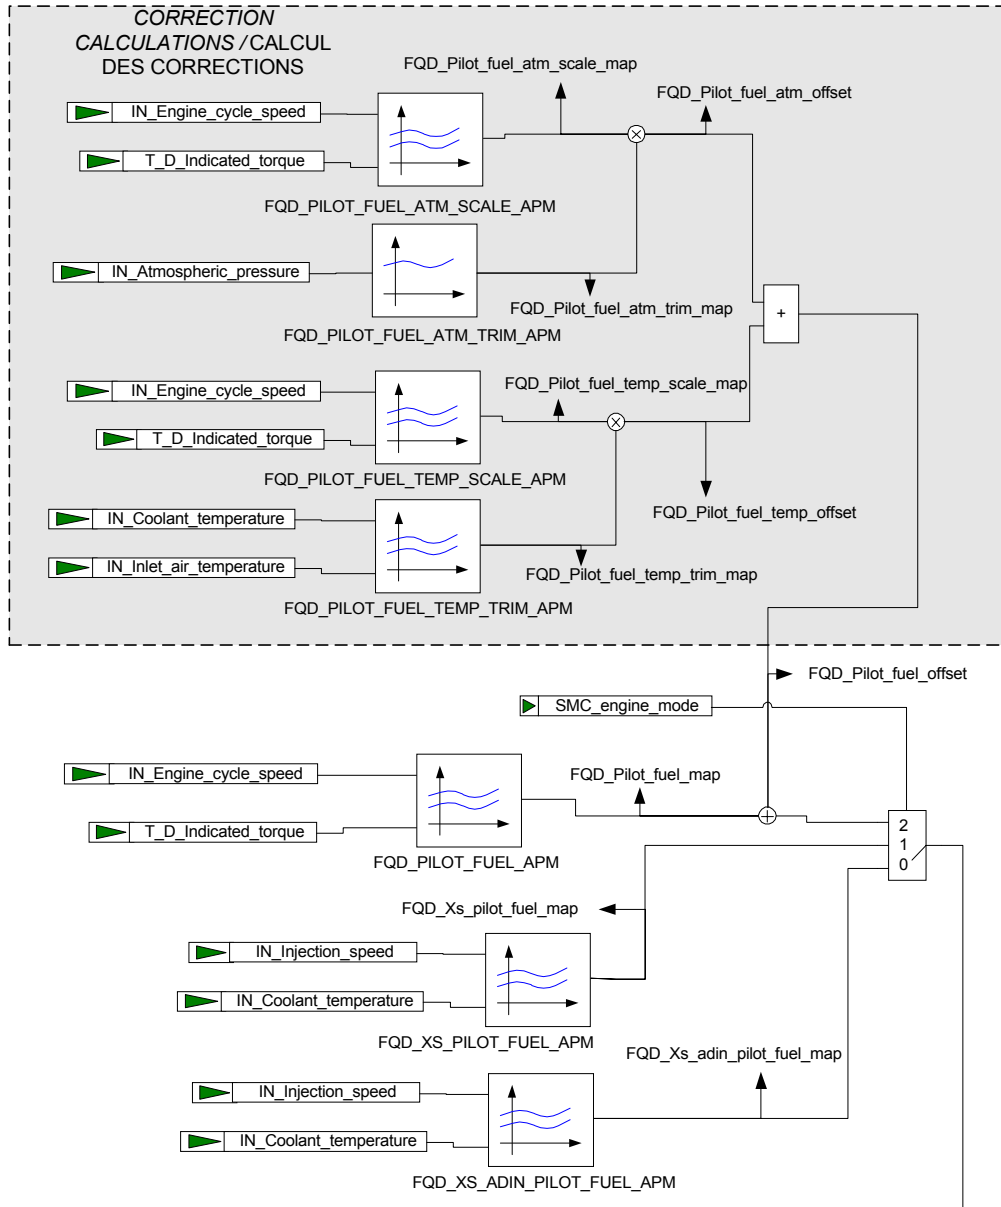 CORRECTION
CALCULATIONS / CALCUL
DES CORRECTIONS
FQD_Pilot_fuel_atm_scale_map
FQD_Pilot_fuel_atm_offset
IN_Engine_cycle_speed
T_D_Indicated_torque
FQD_PILOT_FUEL_ATM_SCALE_APM
IN_Atmospheric_pressure
FQD_Pilot_fuel_atm_trim_map
+
FQD_PILOT_FUEL_ATM_TRIM_APM
IN_Engine_cycle_speed
FQD_Pilot_fuel_temp_scale_map
T_D_Indicated_torque
FQD_PILOT_FUEL_TEMP_SCALE_APM
IN_Coolant_temperature
FQD_Pilot_fuel_temp_offset
IN_Inlet_air_temperature
FQD_Pilot_fuel_temp_trim_map
FQD_PILOT_FUEL_TEMP_TRIM_APM
FQD_Pilot_fuel_offset
SMC_engine_mode
IN_Engine_cycle_speed
FQD_Pilot_fuel_map
T_D_Indicated_torque
2
1
0
FQD_PILOT_FUEL_APM
FQD_Xs_pilot_fuel_map
IN_Injection_speed
IN_Coolant_temperature
FQD_XS_PILOT_FUEL_APM
FQD_Xs_adin_pilot_fuel_map
IN_Injection_speed
IN_Coolant_temperature
FQD_XS_ADIN_PILOT_FUEL_APM